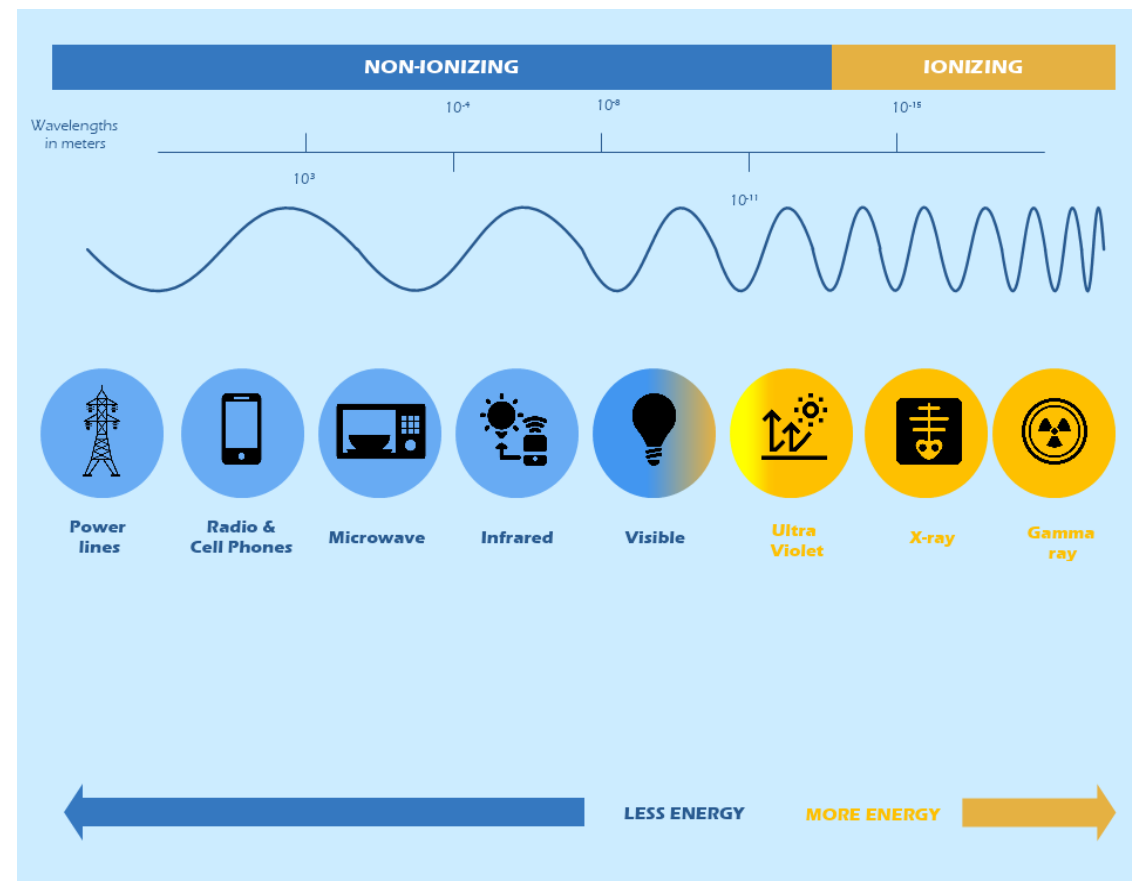 NON-IONIZING
IONIZING
10⁻⁴
10⁻⁸
10⁻¹⁵
Wavelengths
in meters
10³
10⁻¹¹
Power
lines
Radio &
Cell Phones
Microwave
Infrared
Visible
Ultra
Violet
X-ray
Gamma
ray
LESS ENERGY
MORE ENERGY